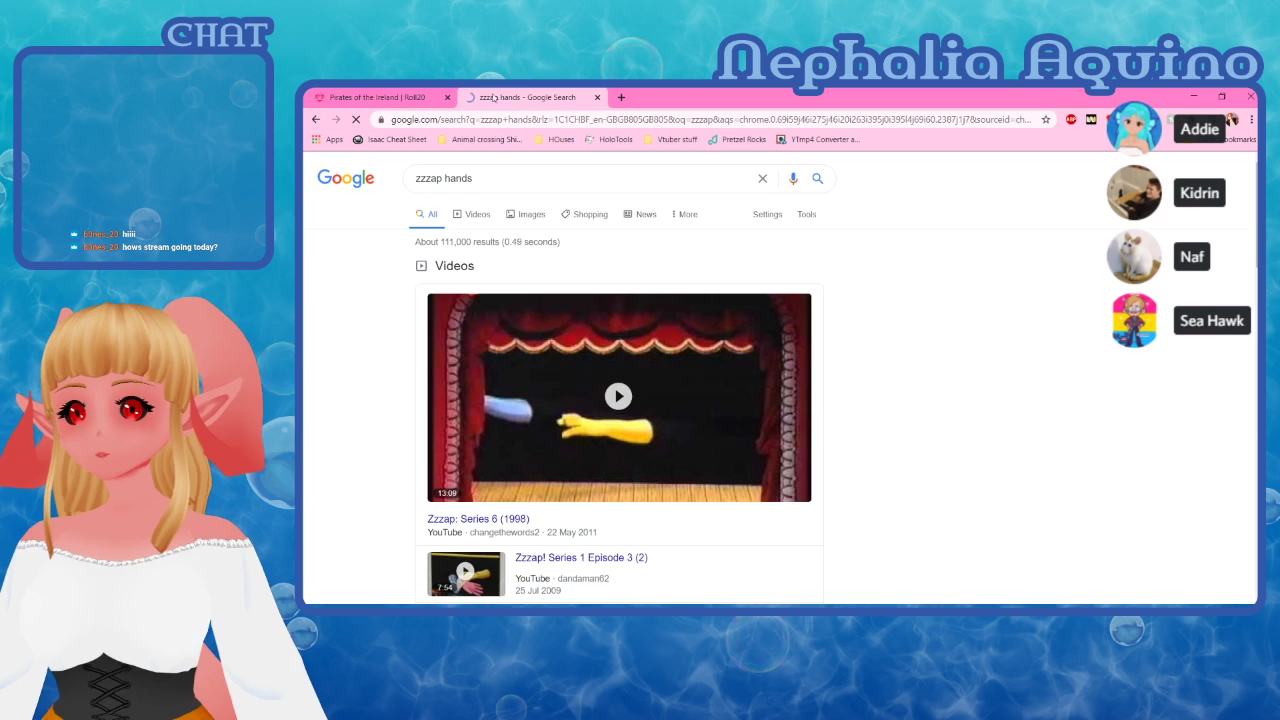 CHAT
Nephalia Aquino
b0nes_20 hiiii
b0nes_20 hows stream going today?
Pirates of the Ireland | Roll20
zzzap hands - Google Search
Apps
Isaac Cheat Sheet
Animal crossing Shi...
HOuses
HoloTools
Vtuber stuff
Pretzel Rocks
YTmp4 Converter a...
ookmarks
Google
zzzap hands
All
Videos
Images
Shopping
News
More
Settings
Tools
About 111,000 results (0.49 seconds)
Videos
13:09
Zzzap: Series 6 (1998)
YouTube · changethewords2 · 22 May 2011
7:54
Zzzap! Series 1 Episode 3 (2)
YouTube · dandaman62
25 Jul 2009
Addie
Kidrin
Naf
Sea Hawk